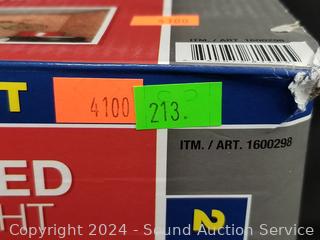 4100
ITM. / ART. 1600298
T
4100
213.
ITM. / ART. 1600298
ED
HT
2
Copyright 2024 - Sound Auction Service